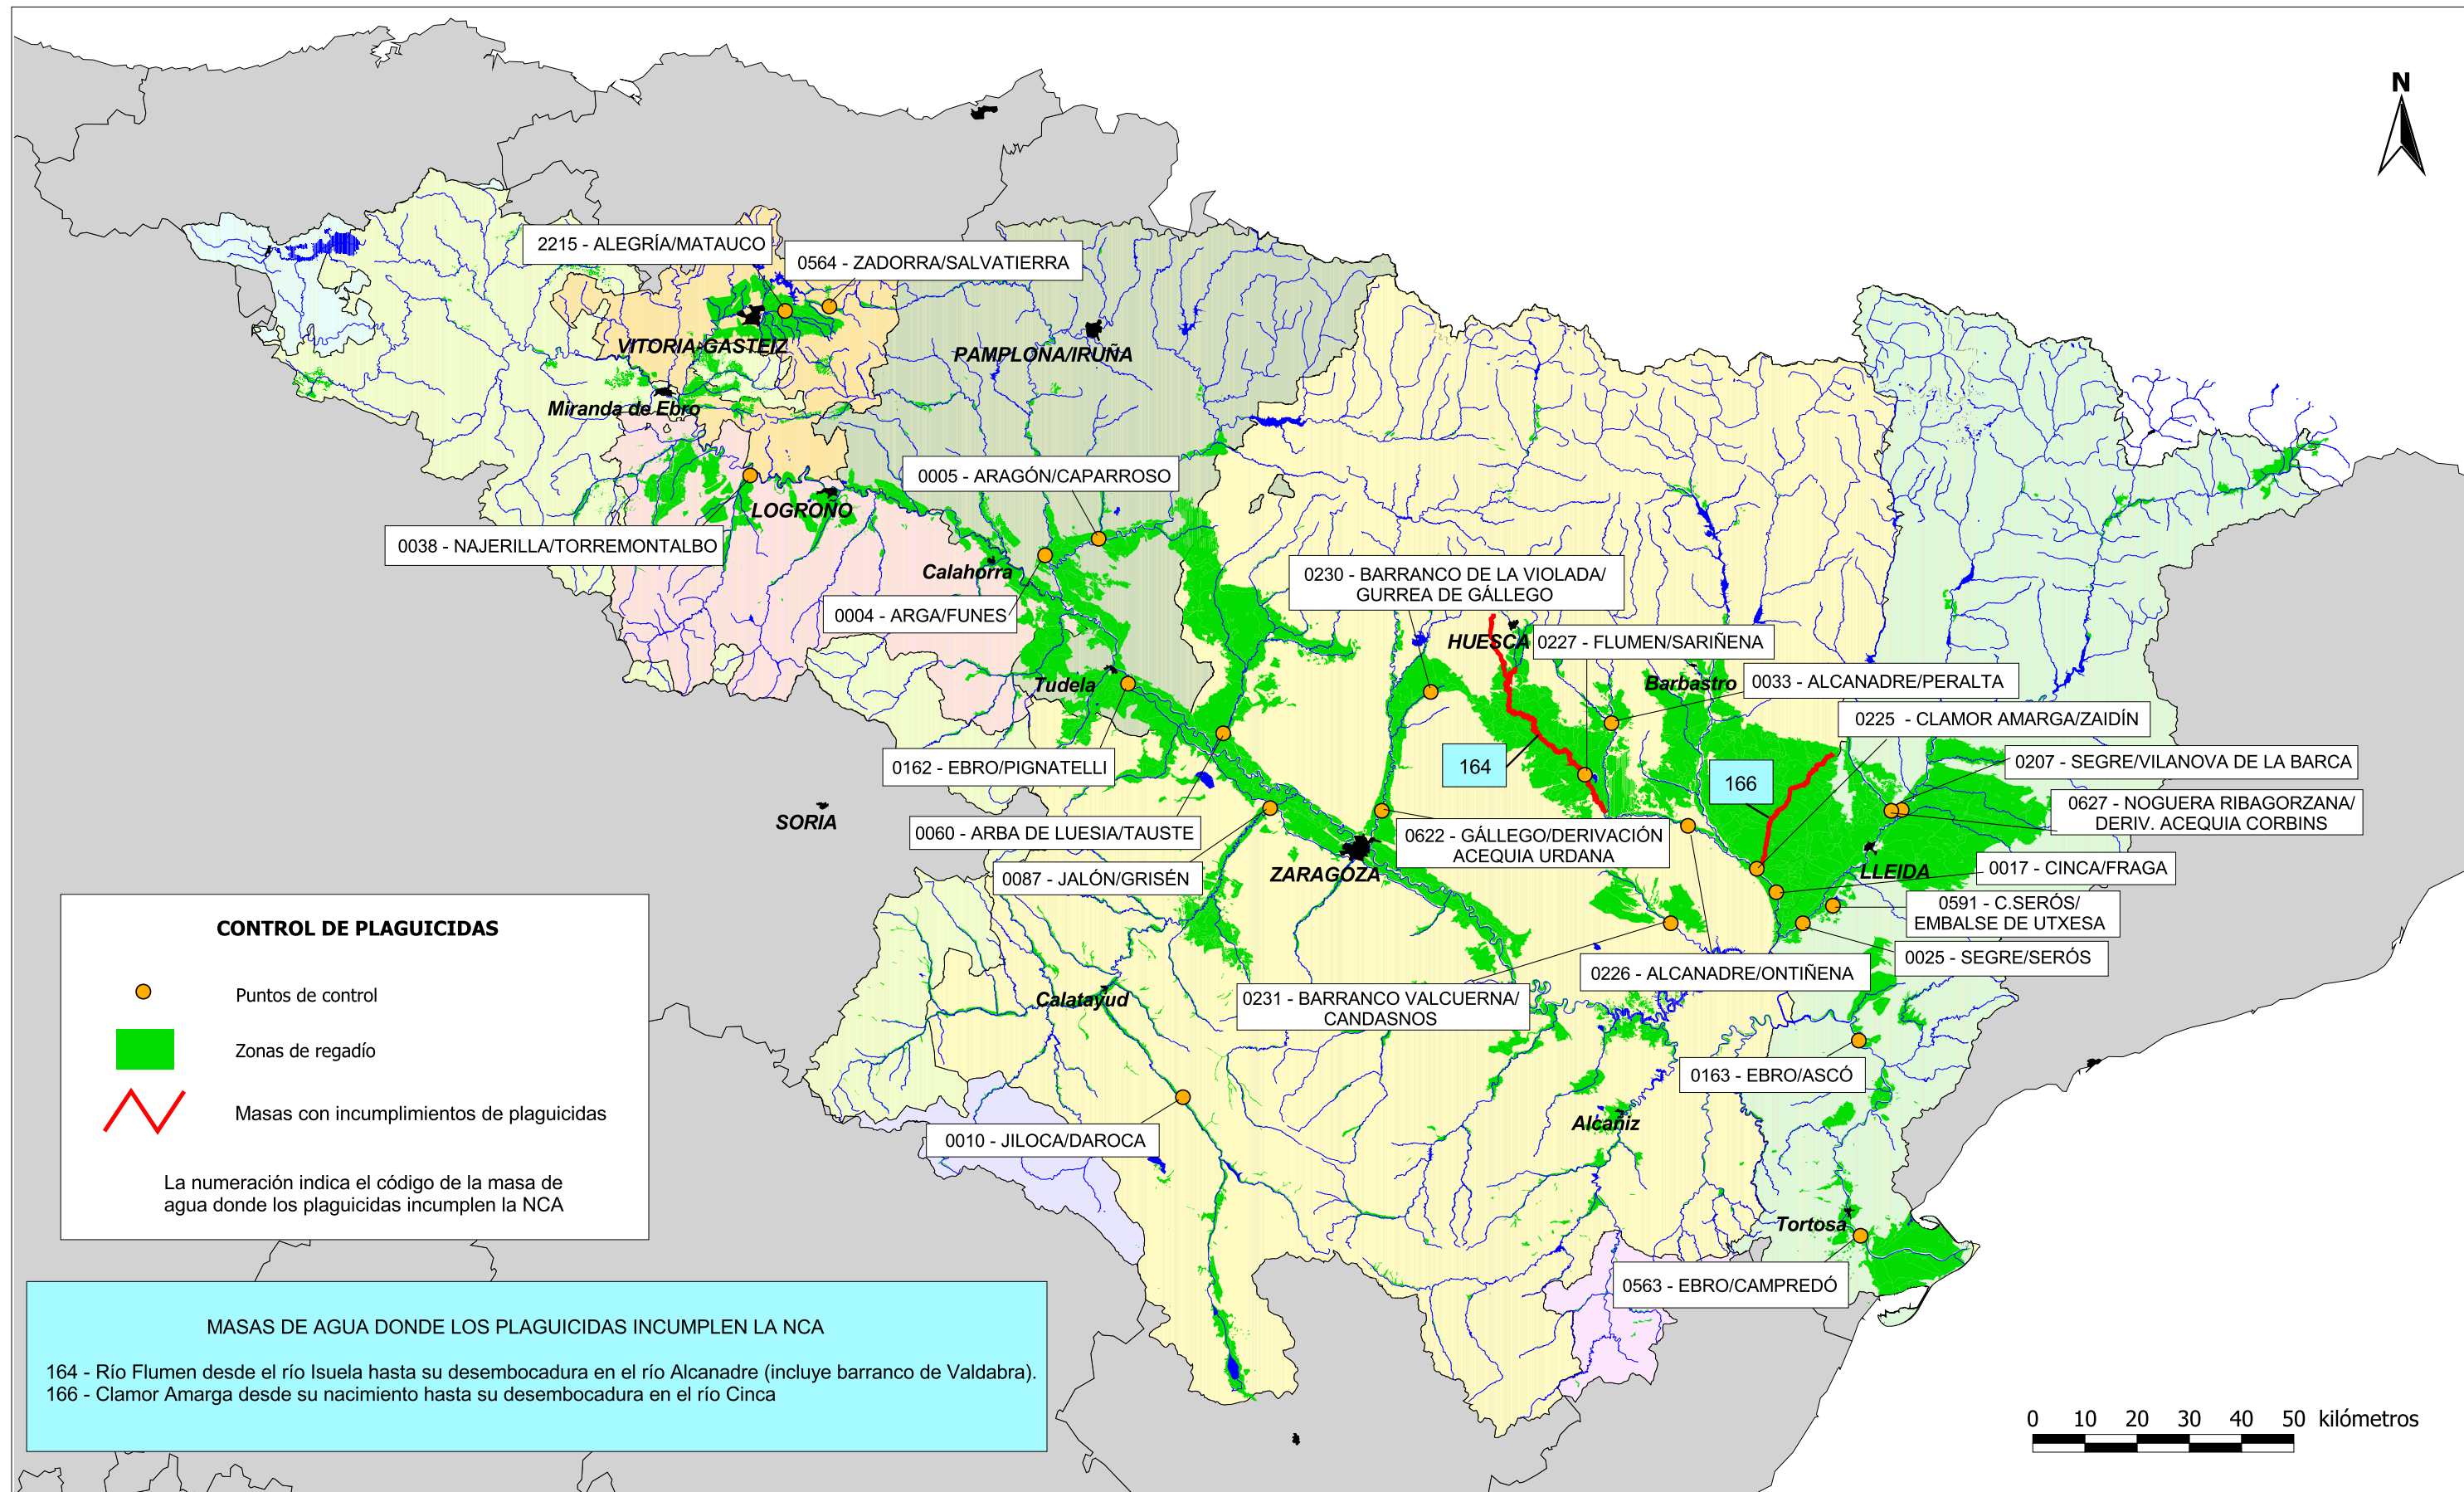 N
2215 - ALEGRÍA/MATAUCO
0564 - ZADORRA/SALVATIERRA
VITORIA-GASTEIZ
PAMPLONA/IRUÑA
Miranda de Ebro
0005 - ARAGÓN/CAPARROSO
LOGROÑO
0038 - NAJERILLA/TORREMONTALBO
Calahorra
0004 - ARGA/FUNES
0230 - BARRANCO DE LA VIOLADA/
GURREA DE GÁLLEGO
HUESCA
0227 - FLUMEN/SARIÑENA
Tudela
Barbastro
0033 - ALCANADRE/PERALTA
0225 - CLAMOR AMARGA/ZAIDÍN
0162 - EBRO/PIGNATELLI
164
166
0207 - SEGRE/VILANOVA DE LA BARCA
0627 - NOGUERA RIBAGORZANA/
DERIV. ACEQUIA CORBINS
SORIA
0060 - ARBA DE LUESIA/TAUSTE
0622 - GÁLLEGO/DERIVACIÓN
ACEQUIA URDANA
0087 - JALÓN/GRISÉN
ZARAGOZA
LLEIDA
0017 - CINCA/FRAGA
0591 - C.SERÓS/
EMBALSE DE UTXESA
0025 - SEGRE/SERÓS
0226 - ALCANADRE/ONTIÑENA
Calatayud
0231 - BARRANCO VALCUERNA/
CANDASNOS
0163 - EBRO/ASCÓ
Alcañiz
0010 - JILOCA/DAROCA
Tortosa
0563 - EBRO/CAMPREDÓ
CONTROL DE PLAGUICIDAS
Puntos de control
Zonas de regadío
Masas con incumplimientos de plaguicidas
La numeración indica el código de la masa de
agua donde los plaguicidas incumplen la NCA
MASAS DE AGUA DONDE LOS PLAGUICIDAS INCUMPLEN LA NCA
164 - Río Flumen desde el río Isuela hasta su desembocadura en el río Alcanadre (incluye barranco de Valdabra).
166 - Clamor Amarga desde su nacimiento hasta su desembocadura en el río Cinca
0 10 20 30 40 50 kilómetros